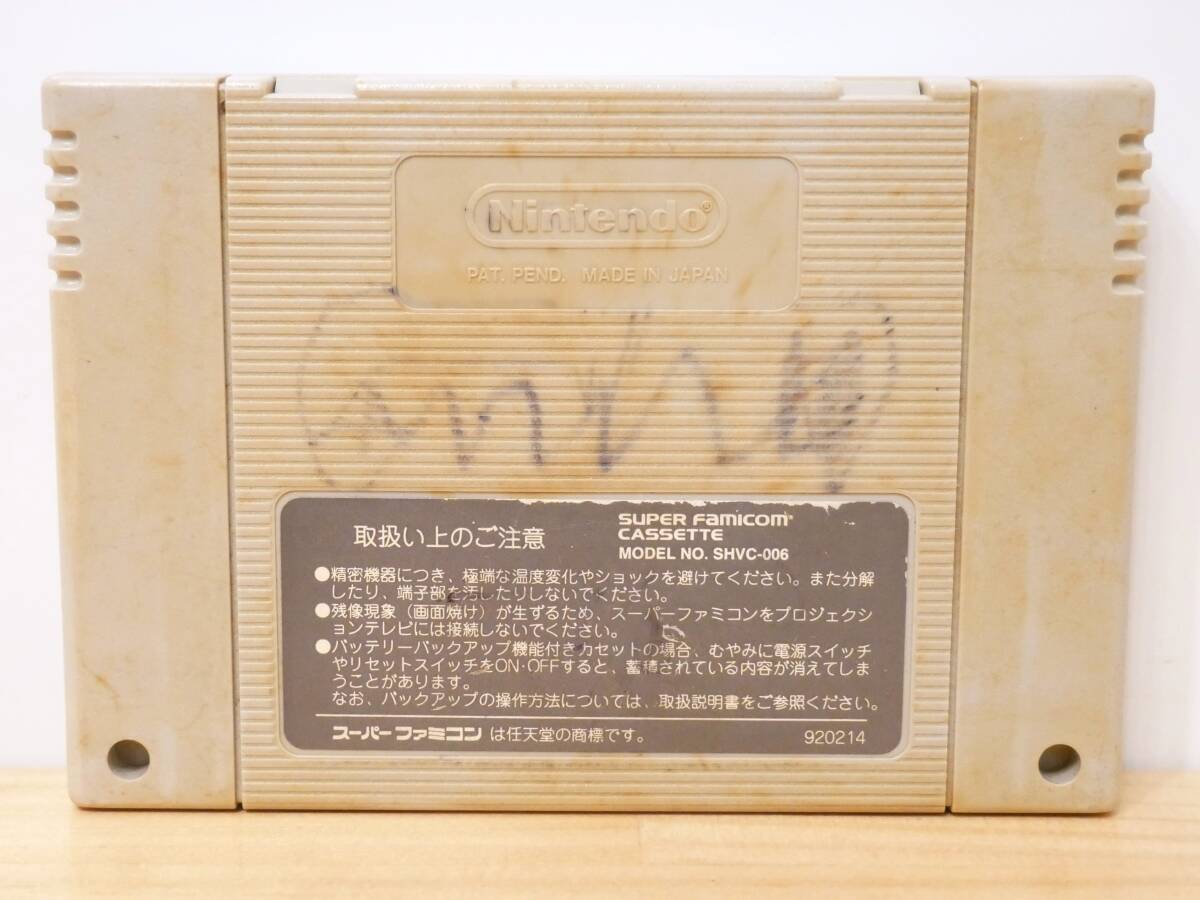 Nintendo®
PAT. PEND. MADE IN JAPAN
取扱い上のご注意
SUPER FAMICOM
CASSETTE
MODEL NO. SHVC-006
●精密機器につき、極端な温度変化やショックを避けてください。また分解
したり、端子部を汚したりしないでください。
●残像現象(画面焼け)が生ずるため、スーパーファミコンをプロジェクシ
ョンテレビには接続しないでください。
●バッテリーバックアップ機能付きカセットの場合、むやみに電源スイッチ
やリセットスイッチをON·OFFすると、蓄積されている内容が消えてしま
うことがあります。
なお、バックアップの操作方法については、取扱説明書をご参照ください。
スーパーファミコン は任天堂の商標です。
920214